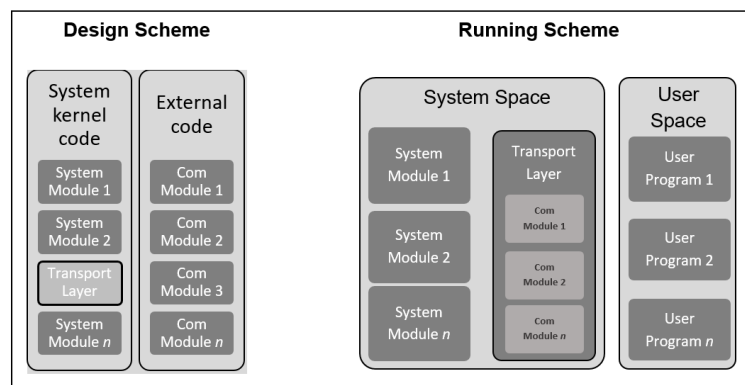 Design Scheme
System
kernel
code
System
Module 1
System
Module 2
Transport
Layer
System
Module n
External
code
Com
Module 1
Com
Module 2
Com
Module 3
Com
Module n
Running Scheme
System Space
System
Module 1
System
Module 2
System
Module n
Transport
Layer
Com
Module 1
Com
Module 2
Com
Module n
User
Space
User
Program 1
User
Program 2
User
Program n